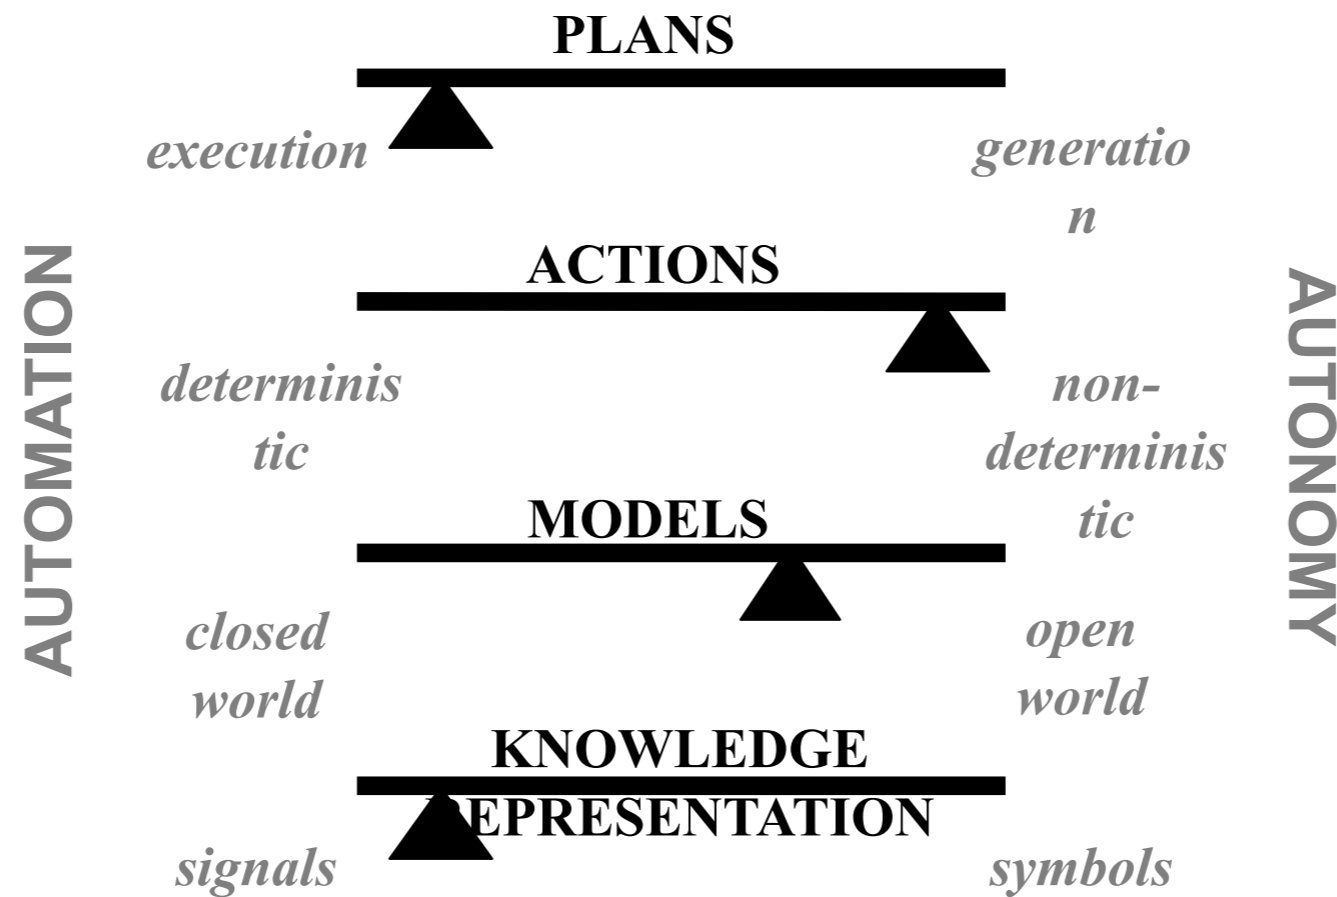 PLANS
execution
generatio
n
AUTOMATION
AUTONOMY
ACTIONS
determinis
tic
non-
determinis
tic
MODELS
closed
world
open
world
KNOWLEDGE
REPRESENTATION
signals
symbols